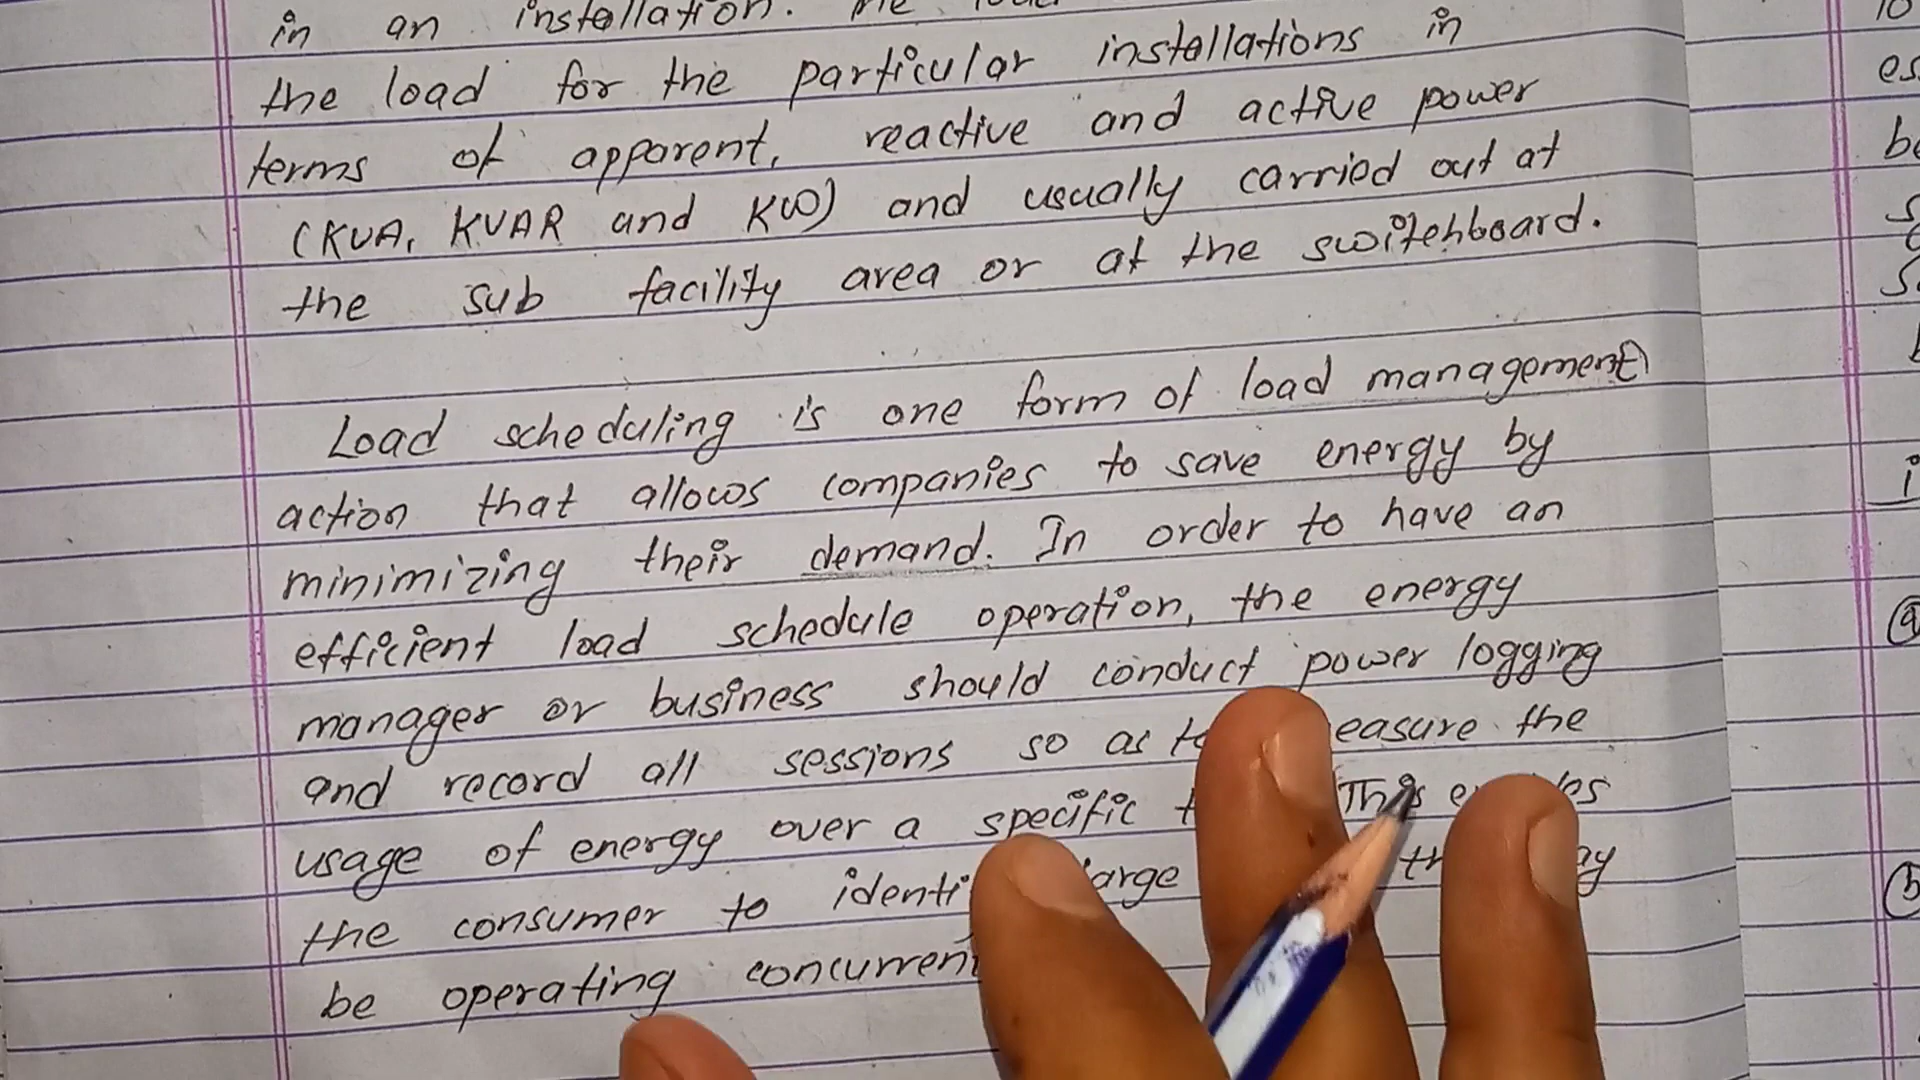 in an installation.
the load for the particular installations in
terms of apparent, reactive and active power
(KVA, KVAR and KW) and usually carried out at
the sub facility area or at the switchboard.
Load scheduling is one form of load management
action that allows companies to save energy by
minimizing their demand. In order to have an
efficient load schedule operation, the energy
manager or business should conduct power logging
and record all sessions so as the
usage of energy over a specific This
the consumer to
be operating